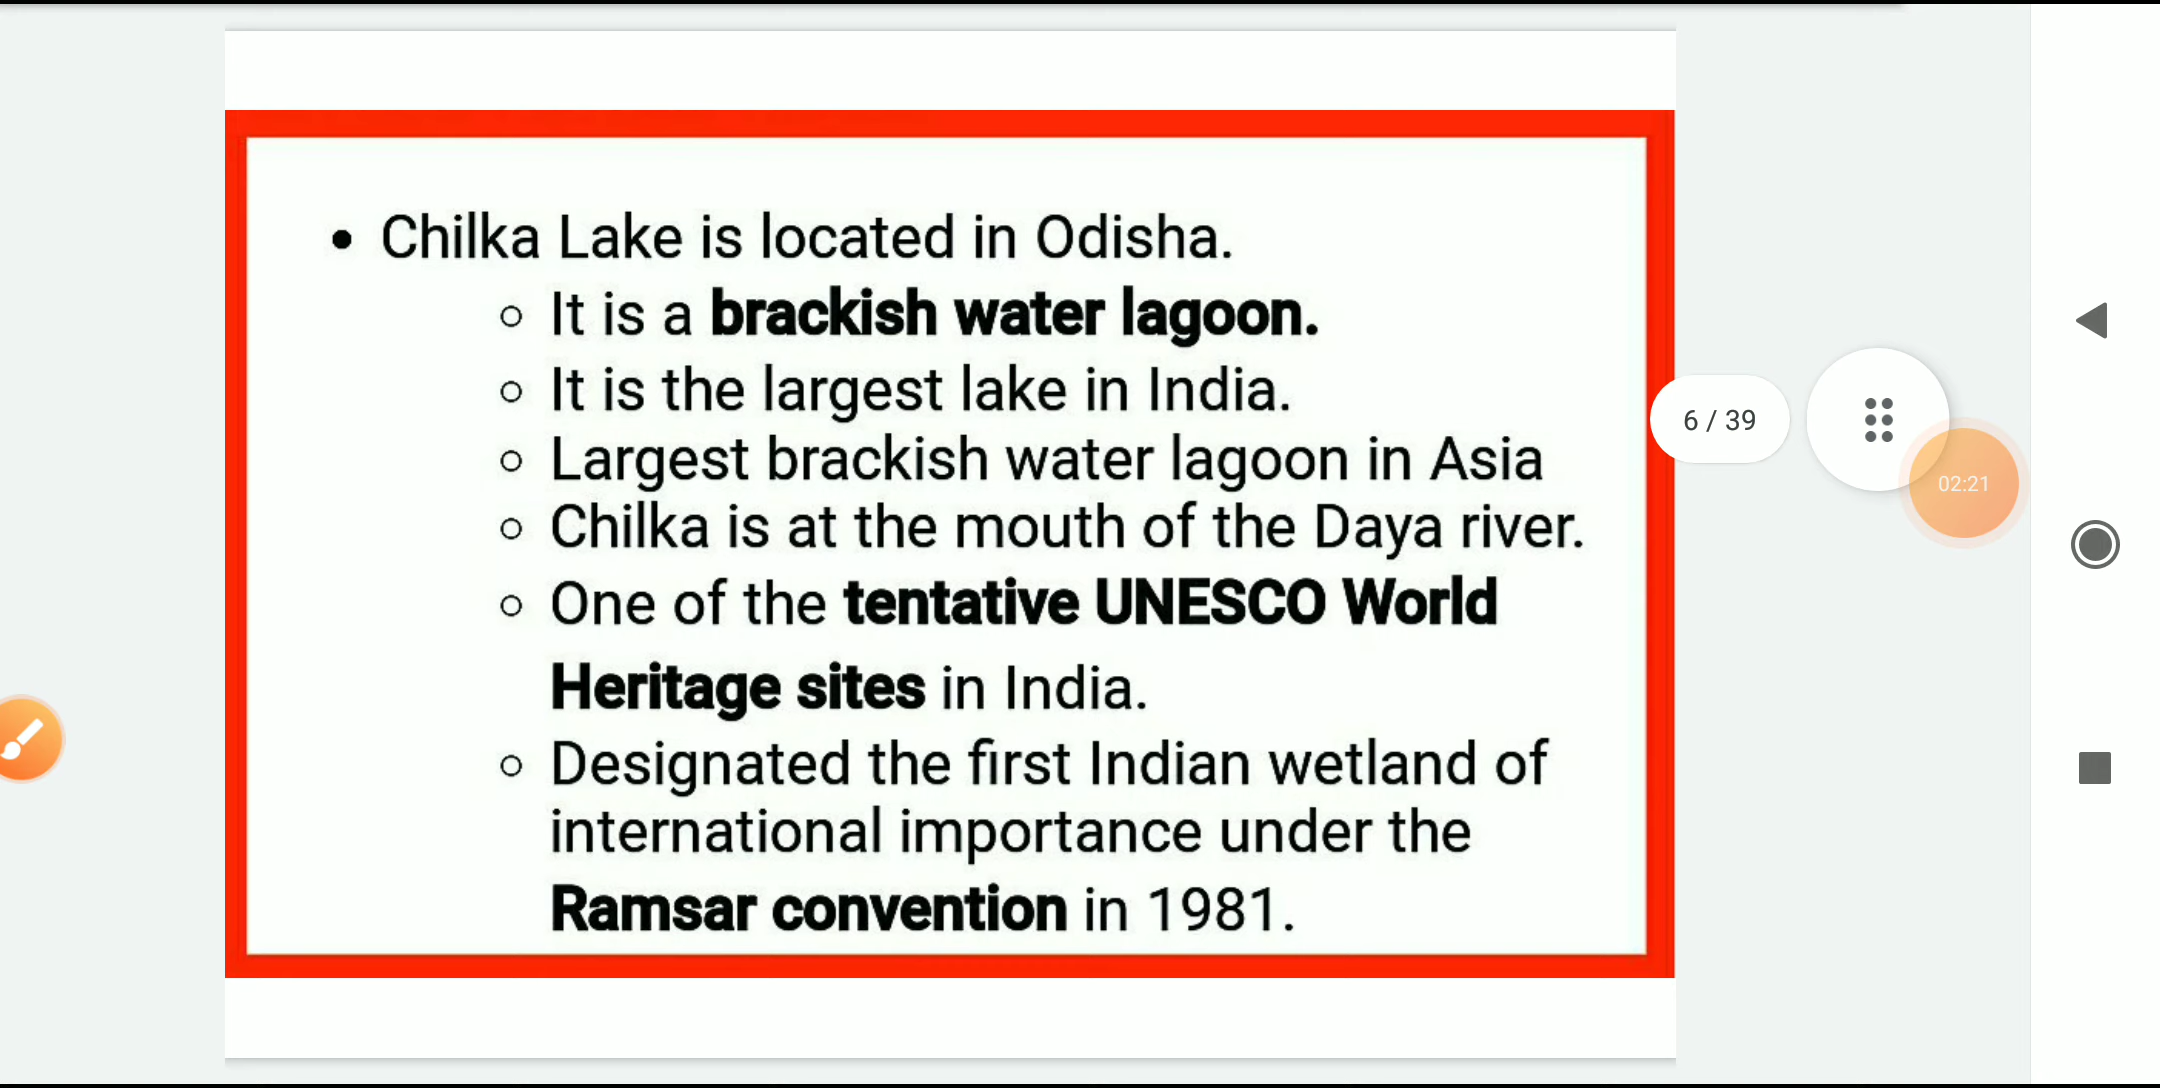 • Chilka Lake is located in Odisha.
○ It is a brackish water lagoon.
○ It is the largest lake in India.
○ Largest brackish water lagoon in Asia
○ Chilka is at the mouth of the Daya river.
○ One of the tentative UNESCO World
Heritage sites in India.
○ Designated the first Indian wetland of
international importance under the
Ramsar convention in 1981.
6 / 39
02:21